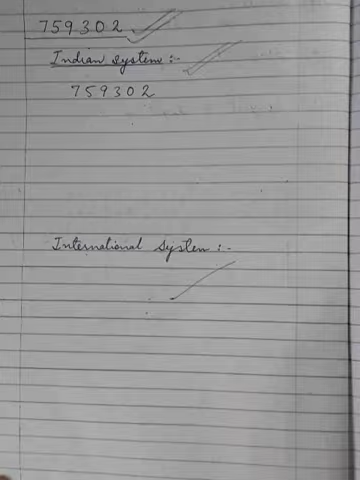 759302
Indian System :-
759302
International System :-